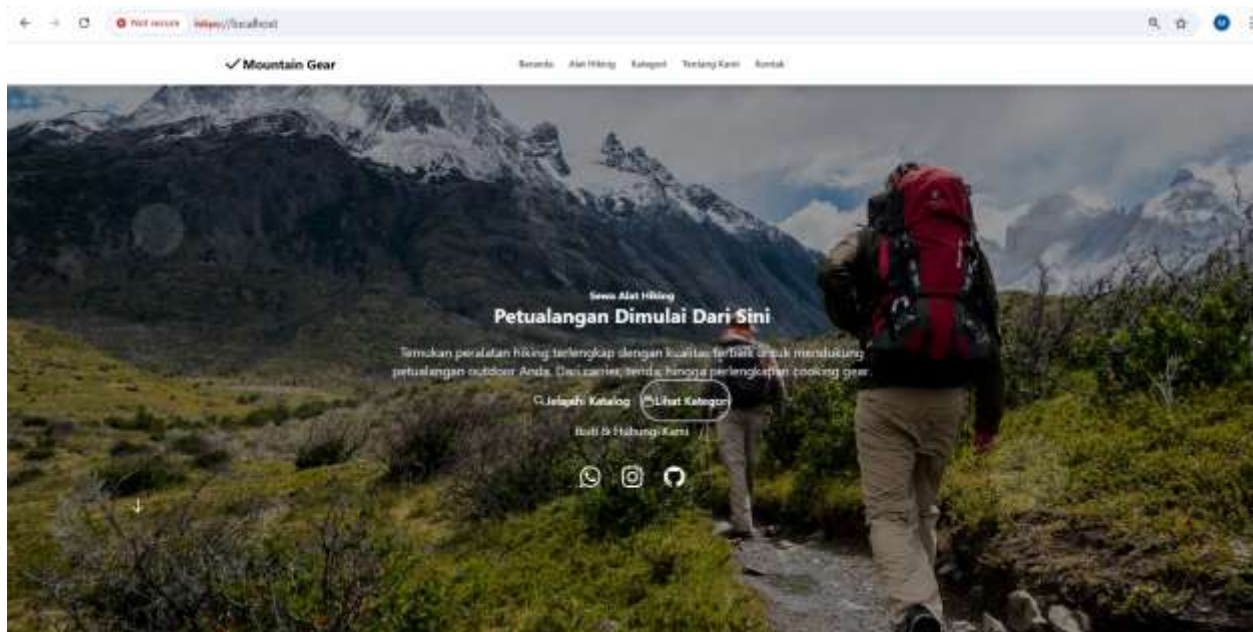 Not secure https://localhost
Mountain Gear
Beranda Alat Hiking Kategori Tentang Kami Kontak
Sewa Alat Hiking
Petualangan Dimulai Dari Sini
Temukan peralatan hiking terlengkap dengan kualitas terbaik untuk mendukung
petualangan outdoor Anda. Dari carrier, tenda, hingga perlengkapan cooking gear.
Jelajahi Katalog Lihat Kategori
Ikuti & Hubungi Kami